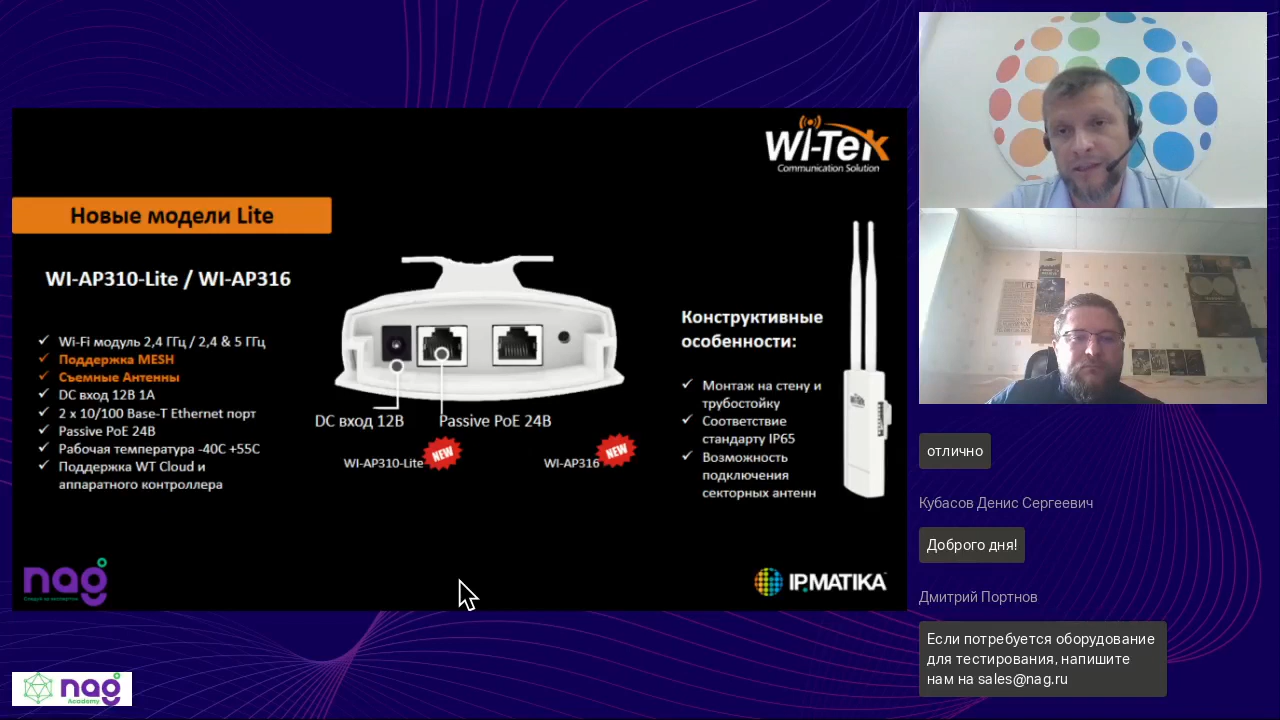 Wi-Tek
Communication Solution
Новые модели Lite
WI-AP310-Lite / WI-AP316
Wi-Fi модуль 2,4 ГГц / 2,4 & 5 ГГц
Поддержка MESH
Съемные Антенны
DC вход 12В 1А
2 x 10/100 Base-T Ethernet порт
Passive PoE 24В
Рабочая температура -40С +55С
Поддержка WT Cloud и
аппаратного контроллера
DC вход 12В
Passive PoE 24В
WI-AP310-Lite
NEW
WI-AP316
NEW
Конструктивные
особенности:
Монтаж на стену и
трубостойку
Соответствие
стандарту IP65
Возможность
подключения
секторных антенн
Wi-Tek
nag
IPMATIKA
nag
Academy
отлично
Кубасов Денис Сергеевич
Доброго дня!
Дмитрий Портнов
Если потребуется оборудование
для тестирования, напишите
нам на sales@nag.ru